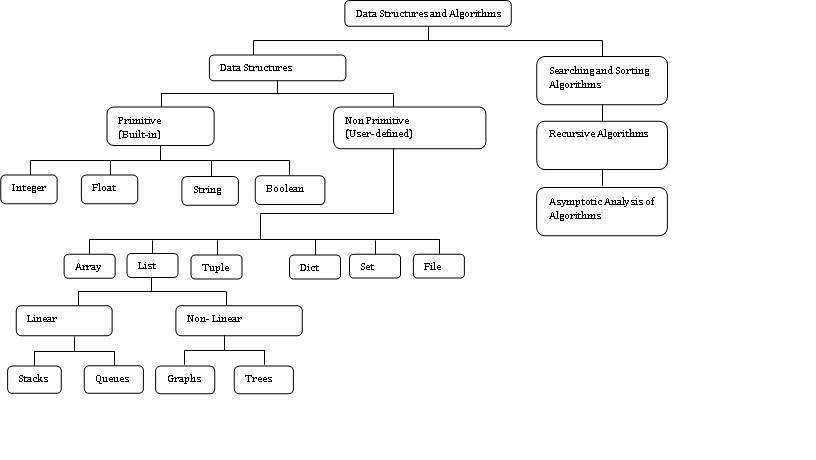 Data Structures and Algorithms
Data Structures
Searching and Sorting
Algorithms
Primitive
(Built-in)
Non Primitive
(User-defined)
Recursive Algorithms
Integer
Float
String
Boolean
Asymptotic Analysis of
Algorithms
Array
List
Tuple
Dict
Set
File
Linear
Non- Linear
Stacks
Queues
Graphs
Trees